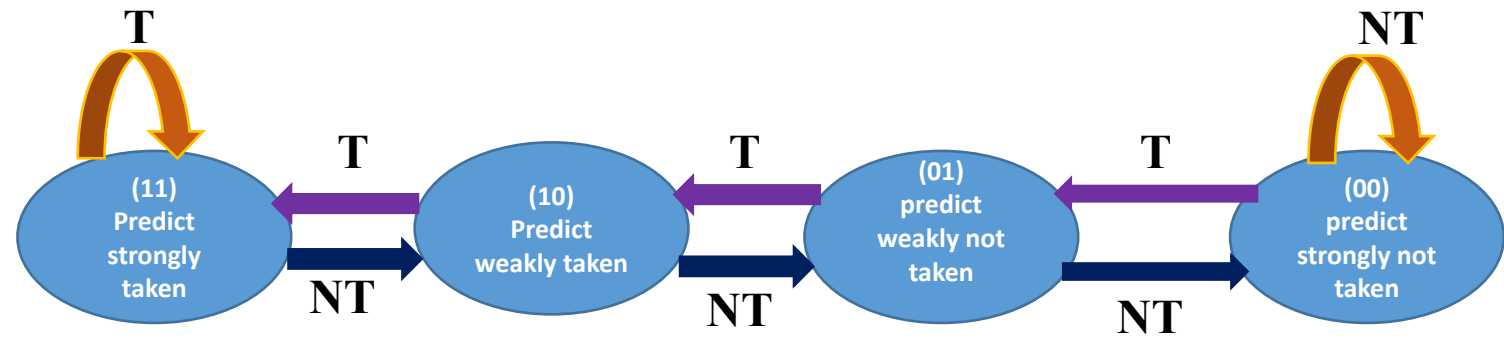 T
NT
T
T
T
(11)
Predict
strongly
taken
(10)
Predict
weakly taken
(01)
predict
weakly not
taken
(00)
predict
strongly not
taken
NT
NT
NT